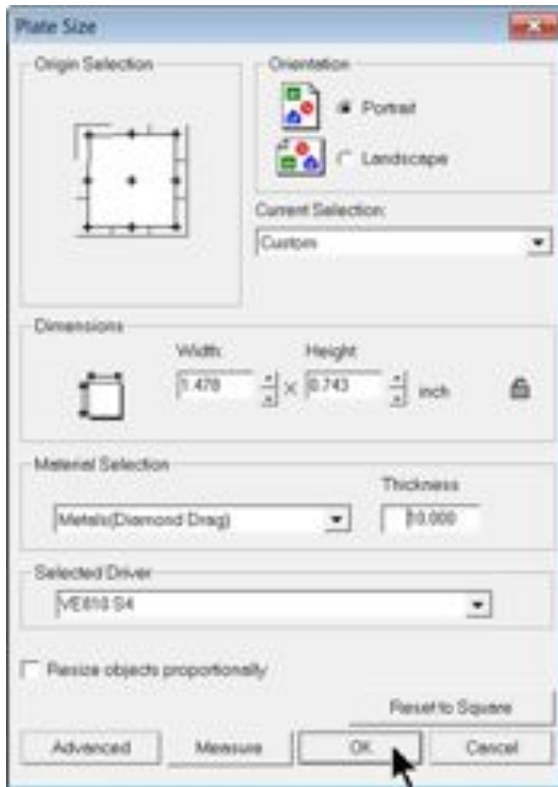 Plate Size
Origin Selection
Orientation
Portrait
Landscape
Current Selection:
Custom
Dimensions
Width:
Height:
1.478
X
0.743
inch
Material Selection
Thickness
Metals(Diamond Drag)
10.000
Selected Driver
VE810 S4
Resize objects proportionally
Reset to Square
Advanced
Measure
OK
Cancel